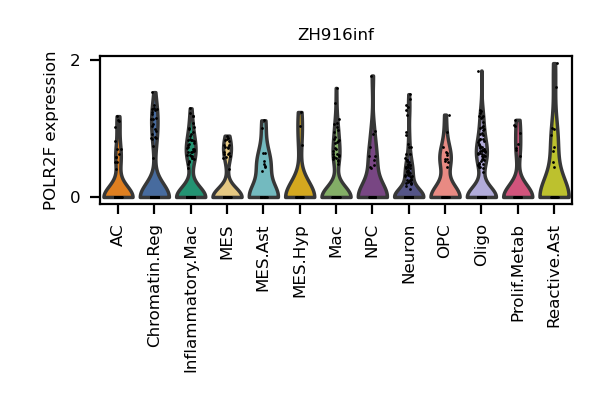 ZH916inf
POLR2F expression
2
0
AC
Chromatin.Reg
Inflammatory.Mac
MES
MES.Ast
MES.Hyp
Mac
NPC
Neuron
OPC
Oligo
Prolif.Metab
Reactive.Ast